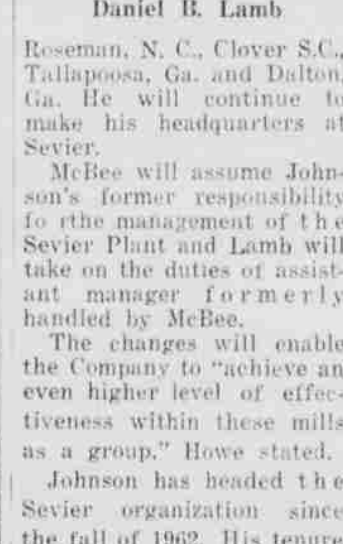 Daniel B. Lamb
Roseman, N. C., Clover S.C.,
Tallapoosa, Ga. and Dalton,
Ga. He will continue to
make his headquarters at
Sevier.
McBee will assume John-
son's former responsibility
fo rthe management of the
Sevier Plant and Lamb will
take on the duties of assist-
ant manager formerly
handled by McBee.
The changes will enable
the Company to "achieve an
even higher level of effec-
tiveness within these mills
as a group." Howe stated.
Johnson has headed the
Sevier organization since
the fall of 1962. His tenure